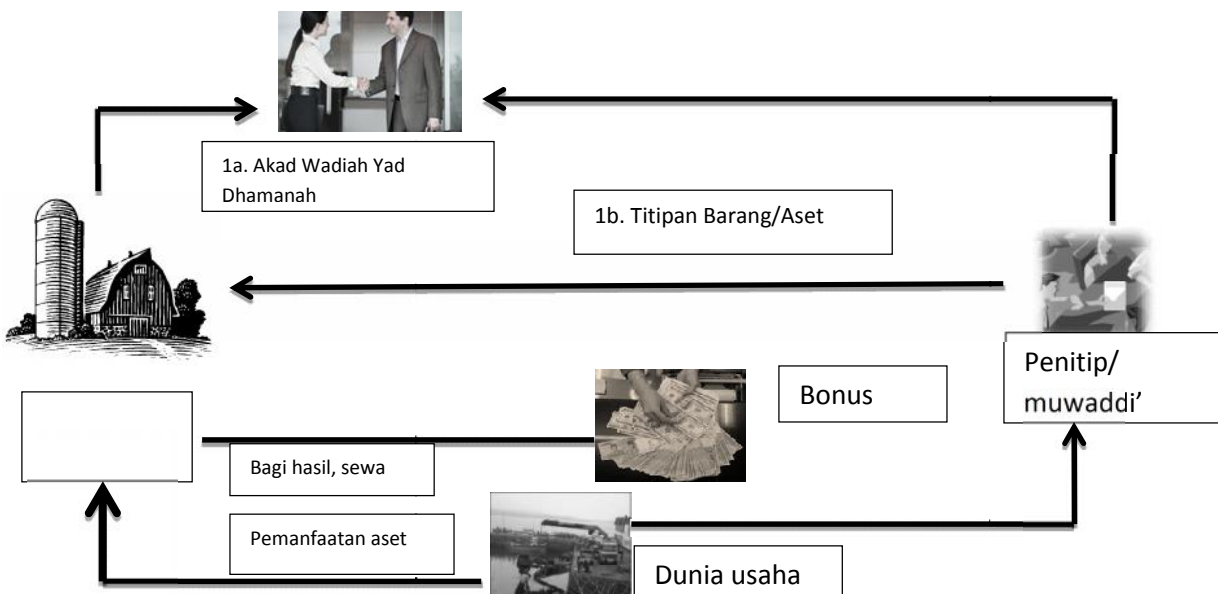 1a. Akad Wadiah Yad
Dhamanah
1b. Titipan Barang/Aset
Penitip/
muwaddi’
Bonus
Bagi hasil, sewa
Pemanfaatan aset
Dunia usaha